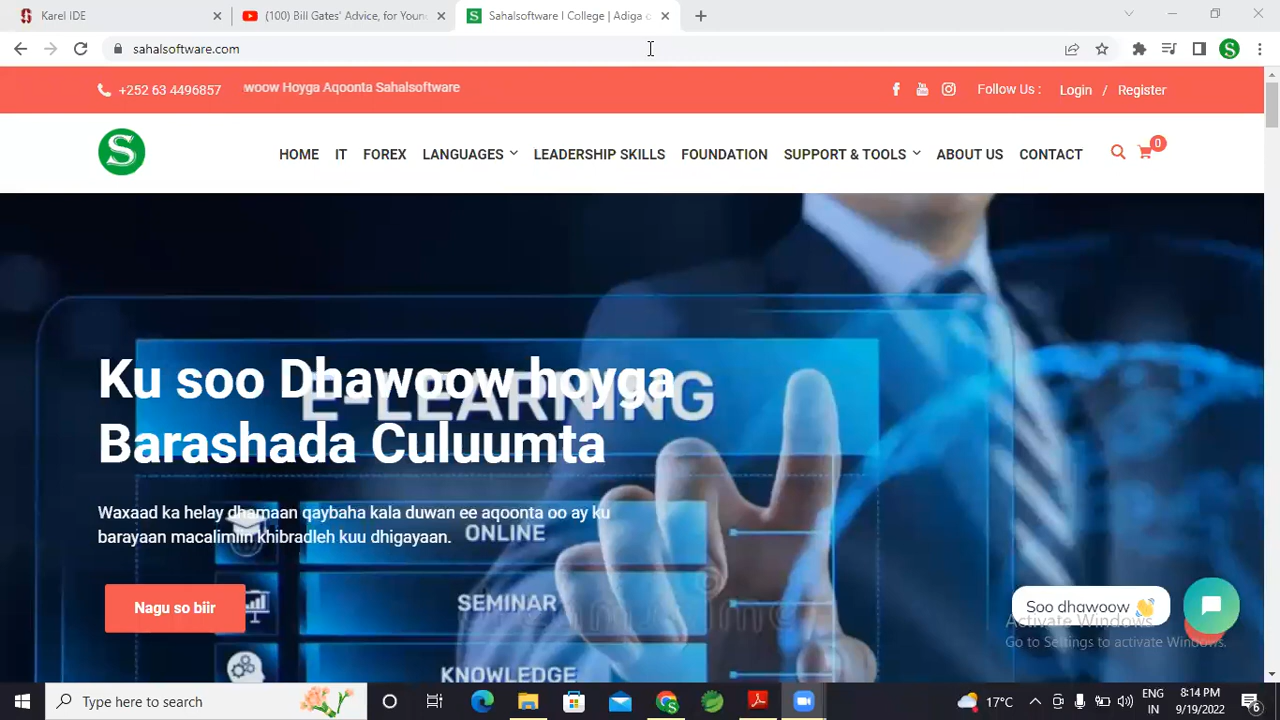 Karel IDE
(100) Bill Gates' Advice, for Youn
Sahalsoftware I College | Adiga o
sahalsoftware.com
S
+252 63 4496857
woow Hoyga Aqoonta Sahalsoftware
Follow Us :
Login / Register
S
HOME
IT
FOREX
LANGUAGES
LEADERSHIP SKILLS
FOUNDATION
SUPPORT & TOOLS
ABOUT US
CONTACT
0
E-LEARNING
Ku soo Dhawoow hoyga
Barashada Culuumta
Waxaad ka helay dhamaan qaybaha kala duwan ee aqoonta oo ay ku
barayaan macalimiin khibradleh kuu dhigayaan.
ONLINE
SEMINAR
KNOWLEDGE
Nagu so biir
Soo dhawoow 👋
Activate Windows
Go to Settings to activate Windows.
Type here to search
17°C
ENG
IN
8:14 PM
9/19/2022
6